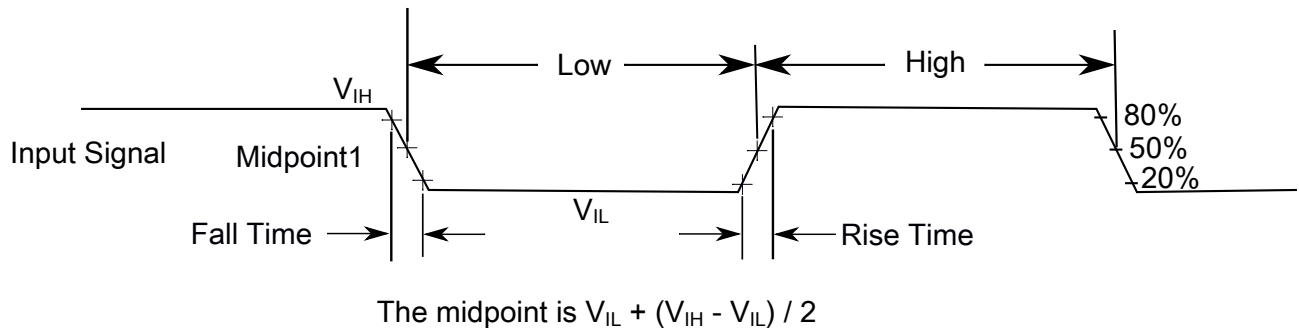 Low
High
V_IH
80%
Input Signal
Midpoint1
50%
20%
V_IL
Fall Time
Rise Time
The midpoint is V_IL + (V_IH - V_IL) / 2